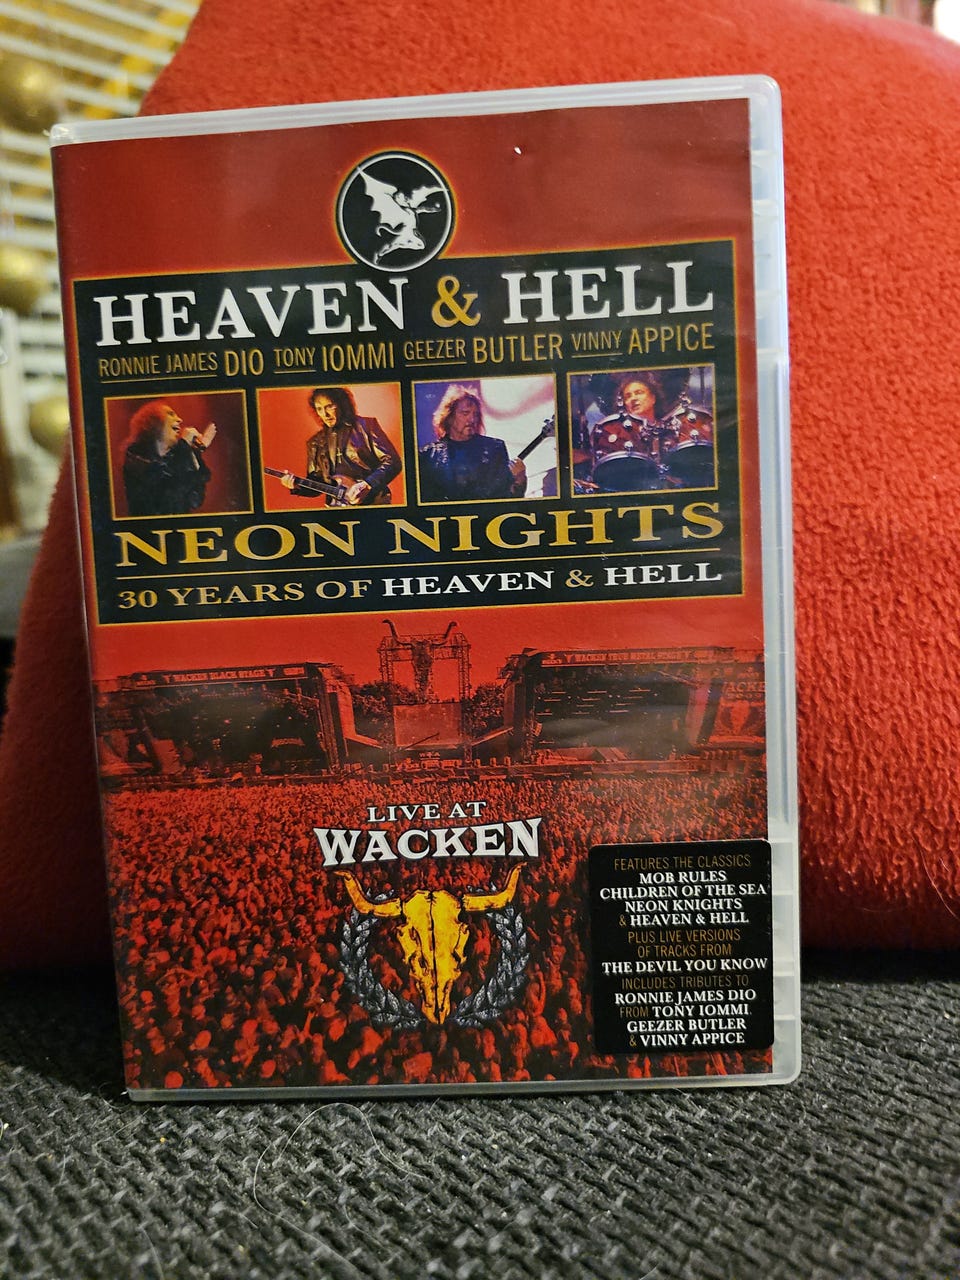 HEAVEN & HELL
RONNIE JAMES DIO TONY IOMMI GEEZER BUTLER VINNY APPICE
NEON NIGHTS
30 YEARS OF HEAVEN & HELL
WACKEN BLACK STAGE
WACKEN TRUE METAL STAGE
LIVE AT
WACKEN
FEATURES THE CLASSICS
MOB RULES
CHILDREN OF THE SEA
NEON KNIGHTS
& HEAVEN & HELL
PLUS LIVE VERSIONS
OF TRACKS FROM
THE DEVIL YOU KNOW
INCLUDES TRIBUTES TO
RONNIE JAMES DIO
FROM TONY IOMMI
GEEZER BUTLER
& VINNY APPICE